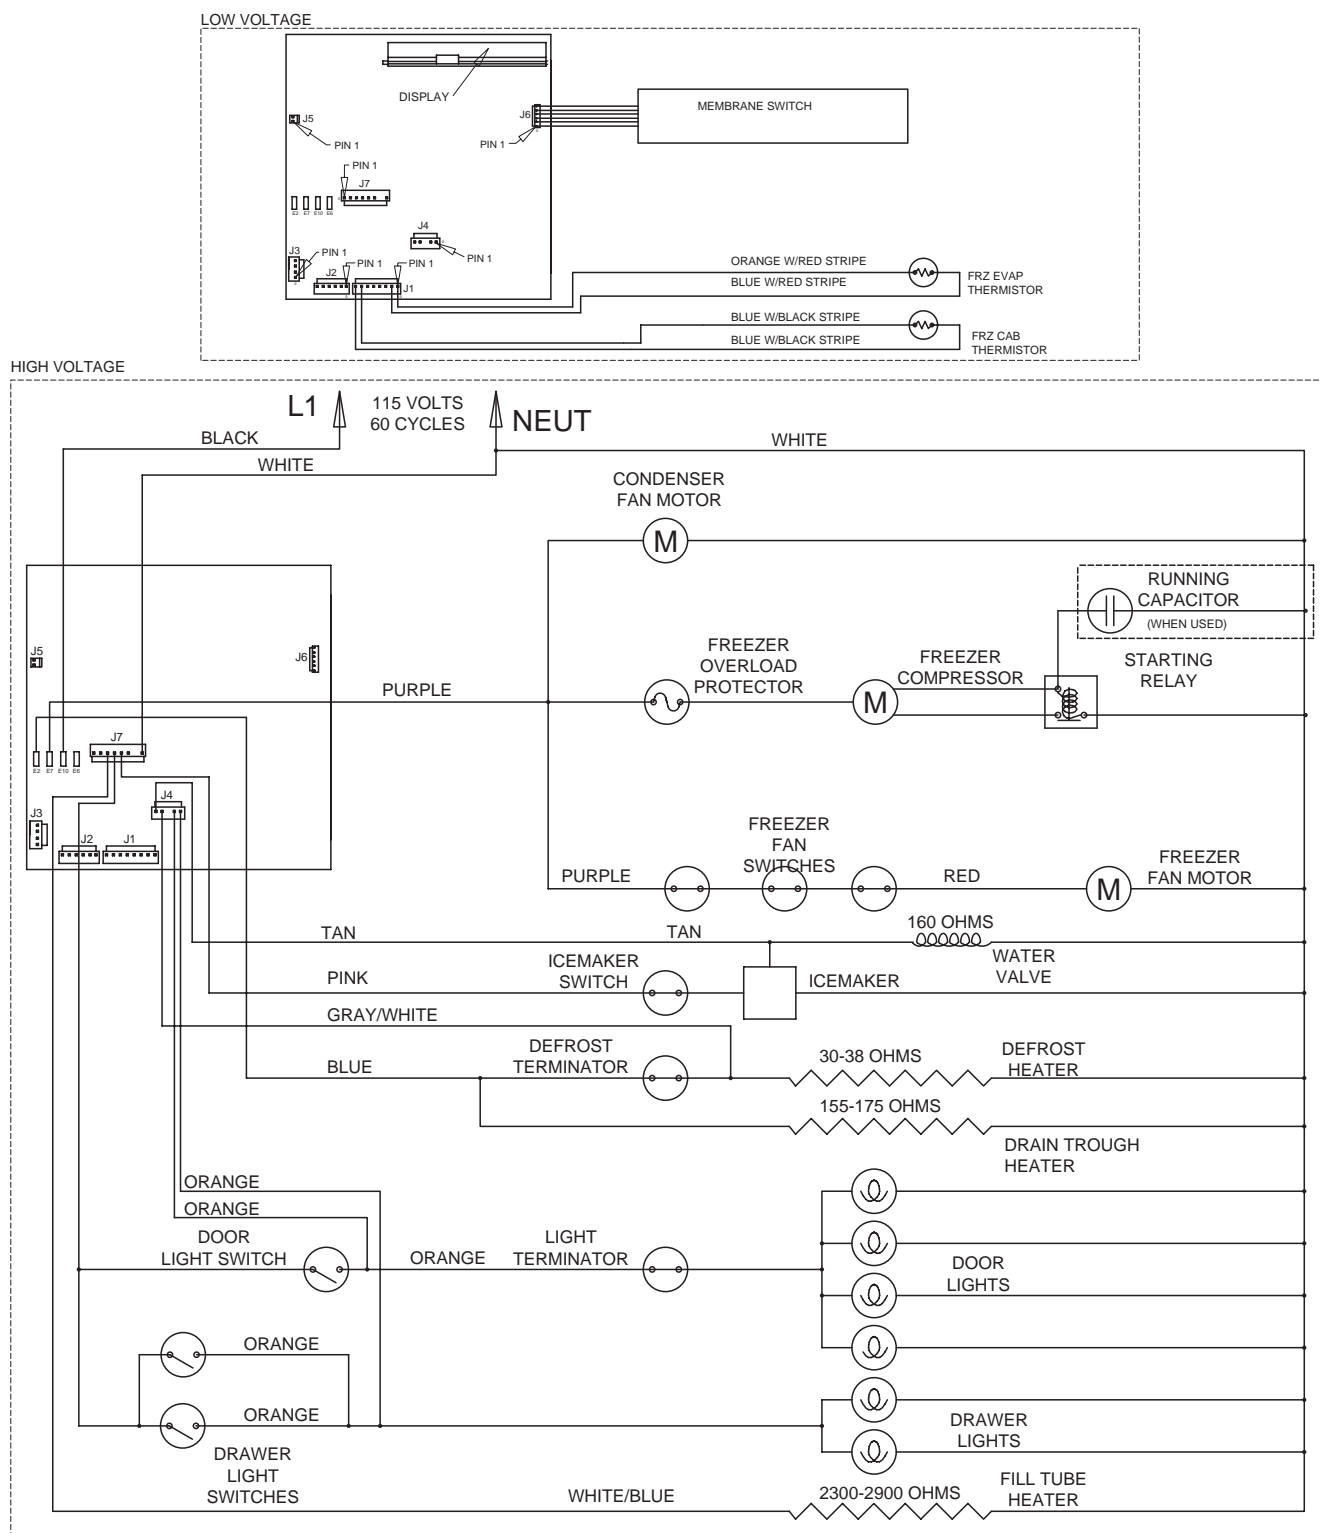 LOW VOLTAGE
DISPLAY
MEMBRANE SWITCH
J6
PIN 1
J5
PIN 1
PIN 1
J7
E2 E7 E10 E6
J4
PIN 1
J3
PIN 1
J2
PIN 1
PIN 1
J1
ORANGE W/RED STRIPE
BLUE W/RED STRIPE
FRZ EVAP
THERMISTOR
BLUE W/BLACK STRIPE
BLUE W/BLACK STRIPE
FRZ CAB
THERMISTOR
HIGH VOLTAGE
L1
115 VOLTS
60 CYCLES
NEUT
BLACK
WHITE
WHITE
CONDENSER
FAN MOTOR
M
RUNNING
CAPACITOR
(WHEN USED)
J5
J6
FREEZER
OVERLOAD
PROTECTOR
FREEZER
COMPRESSOR
STARTING
RELAY
PURPLE
M
J7
E2 E7 E10 E6
J4
J3
J2
J1
FREEZER
FAN
SWITCHES
FREEZER
FAN MOTOR
PURPLE
RED
M
160 OHMS
TAN
TAN
WATER
VALVE
ICEMAKER
SWITCH
ICEMAKER
PINK
GRAY/WHITE
DEFROST
TERMINATOR
30-38 OHMS
DEFROST
HEATER
BLUE
155-175 OHMS
DRAIN TROUGH
HEATER
ORANGE
ORANGE
DOOR
LIGHT SWITCH
ORANGE
LIGHT
TERMINATOR
DOOR
LIGHTS
ORANGE
ORANGE
DRAWER
LIGHTS
DRAWER
LIGHT
SWITCHES
WHITE/BLUE
2300-2900 OHMS
FILL TUBE
HEATER